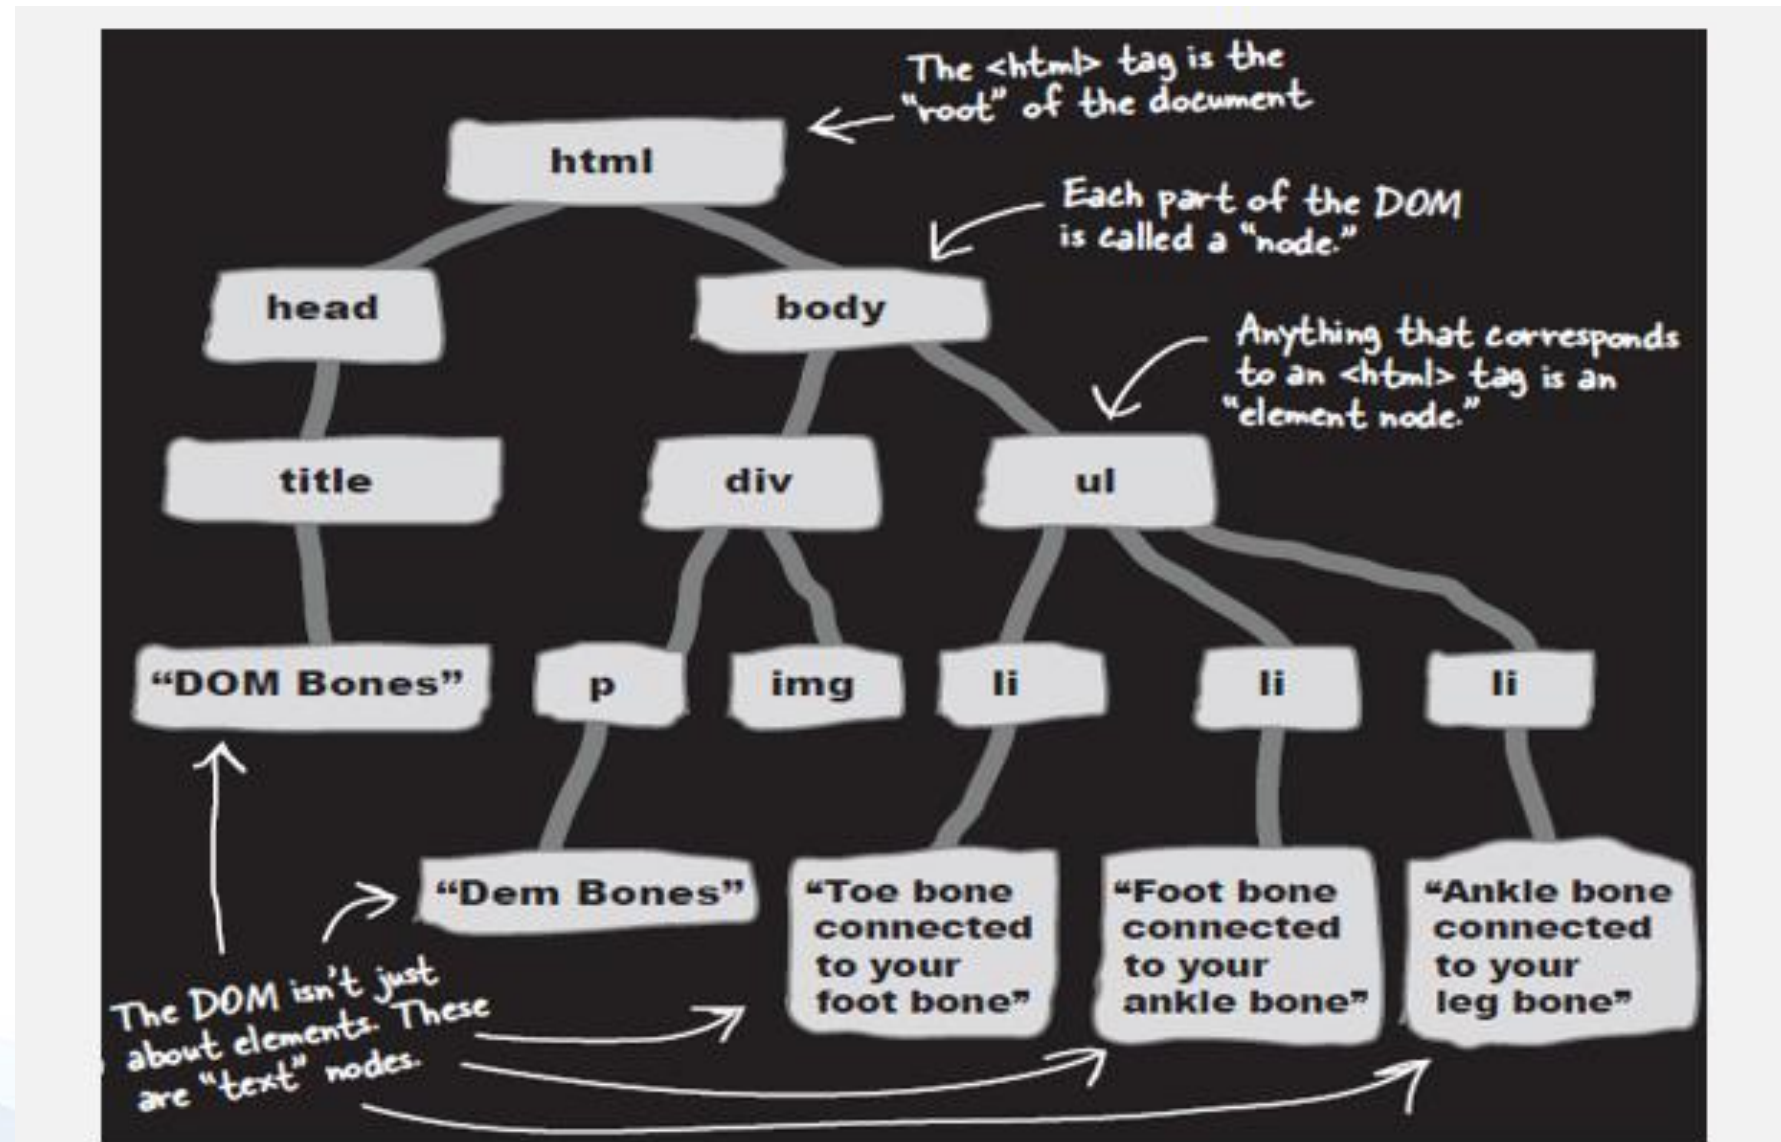 The <html> tag is the
"root" of the document
html
Each part of the DOM
is called a "node."
head
body
Anything that corresponds
to an <html> tag is an
"element node."
title
div
ul
“DOM Bones”
p
img
li
li
li
“Dem Bones”
“Toe bone
connected
to your
foot bone”
“Foot bone
connected
to your
ankle bone”
“Ankle bone
connected
to your
leg bone”
The DOM isn't just
about elements. These
are "text" nodes.